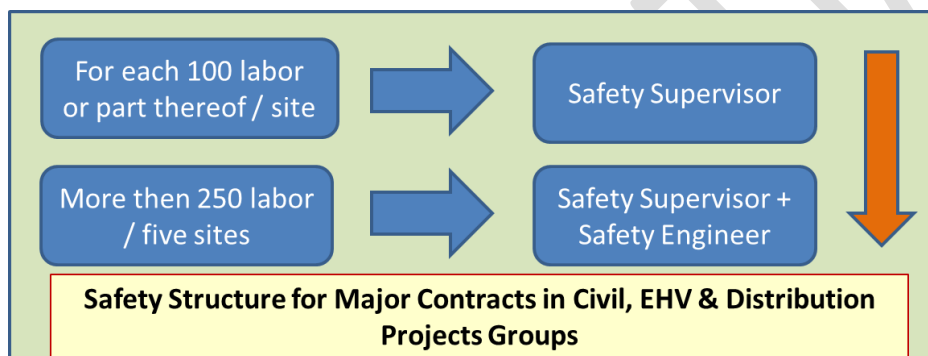 For each 100 labor
or part thereof / site
Safety Supervisor
More then 250 labor
/ five sites
Safety Supervisor +
Safety Engineer
Safety Structure for Major Contracts in Civil, EHV & Distribution
Projects Groups